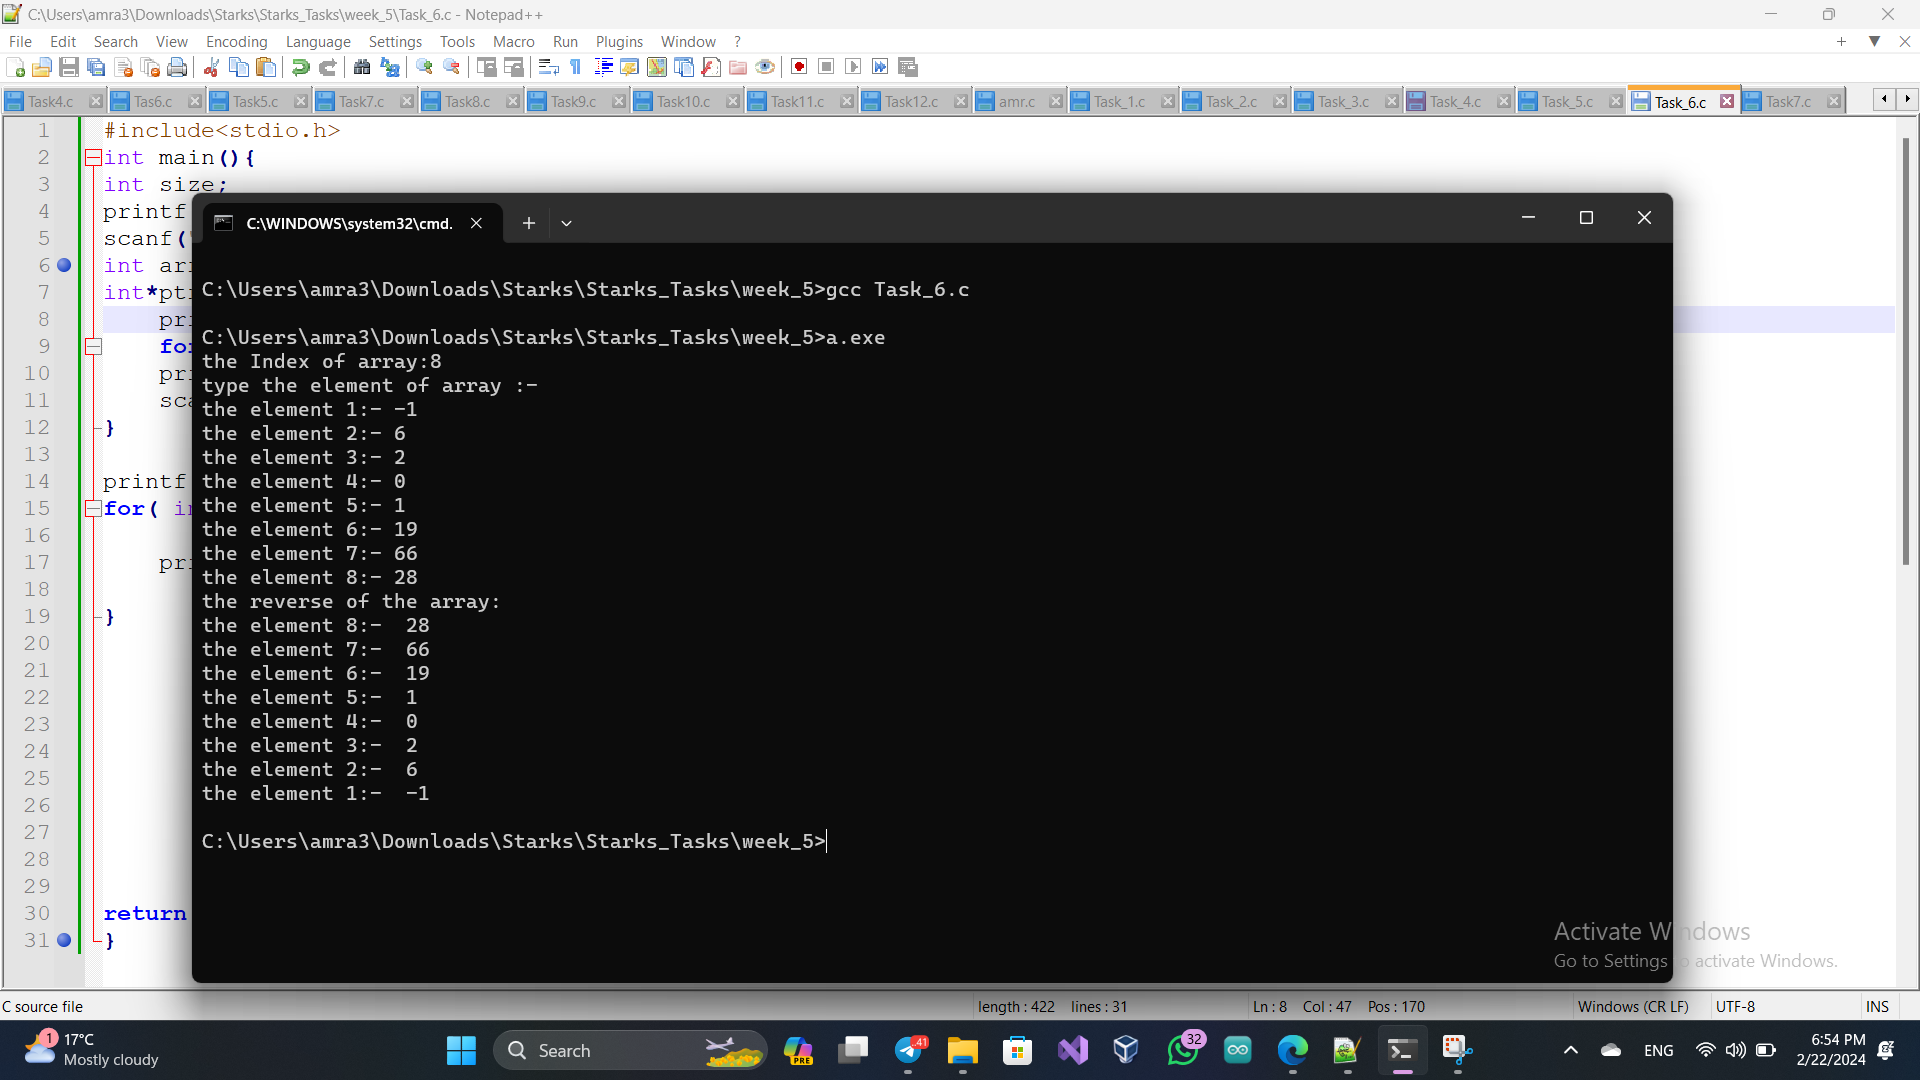 C:\Users\amra3\Downloads\Starks\Starks_Tasks\week_5\Task_6.c - Notepad++
File Edit Search View Encoding Language Settings Tools Macro Run Plugins Window ?
Task4.c Tas6.c Task5.c Task7.c Task8.c Task9.c Task10.c Task11.c Task12.c amr.c Task_1.c Task_2.c Task_3.c Task_4.c Task_5.c Task_6.c Task7.c
1 #include<stdio.h>
2 int main(){
3 int size;
4 printf
5 scanf(
6 int ar
7 int*pt
8 pr
9 fo
10 pr
11 sc
12 }
13
14 printf
15 for( in
16
17 pr
18
19 }
20
21
22
23
24
25
26
27
28
29
30 return
31 }
C:\WINDOWS\system32\cmd.
C:\Users\amra3\Downloads\Starks\Starks_Tasks\week_5>gcc Task_6.c
C:\Users\amra3\Downloads\Starks\Starks_Tasks\week_5>a.exe
the Index of array:8
type the element of array :-
the element 1:- -1
the element 2:- 6
the element 3:- 2
the element 4:- 0
the element 5:- 1
the element 6:- 19
the element 7:- 66
the element 8:- 28
the reverse of the array:
the element 8:-  28
the element 7:-  66
the element 6:-  19
the element 5:-  1
the element 4:-  0
the element 3:-  2
the element 2:-  6
the element 1:-  -1
C:\Users\amra3\Downloads\Starks\Starks_Tasks\week_5>
Activate Windows
Go to Settings to activate Windows.
C source file length : 422 lines : 31 Ln : 8 Col : 47 Pos : 170 Windows (CR LF) UTF-8 INS
1 17°C
Mostly cloudy
Search
PRE
.41
32
ENG
6:54 PM
2/22/2024